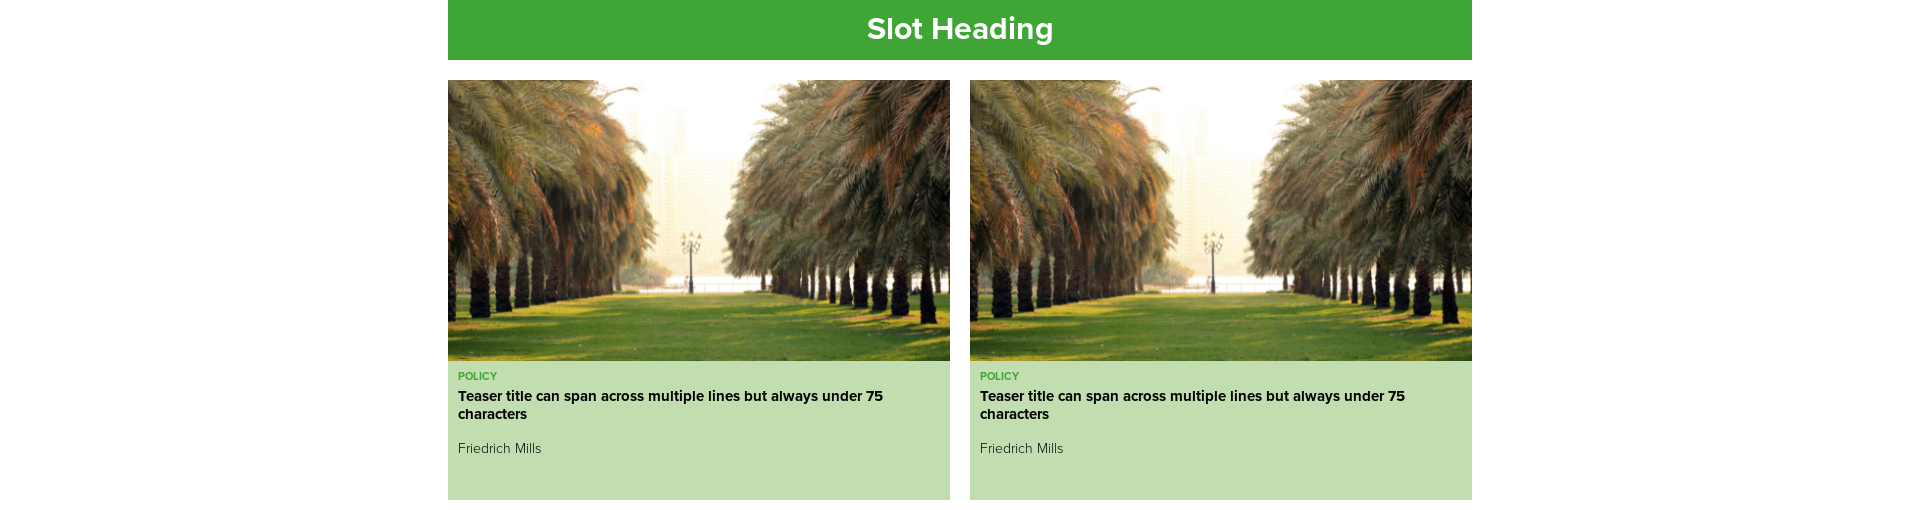 Slot Heading
POLICY
Teaser title can span across multiple lines but always under 75
characters
Friedrich Mills
POLICY
Teaser title can span across multiple lines but always under 75
characters
Friedrich Mills